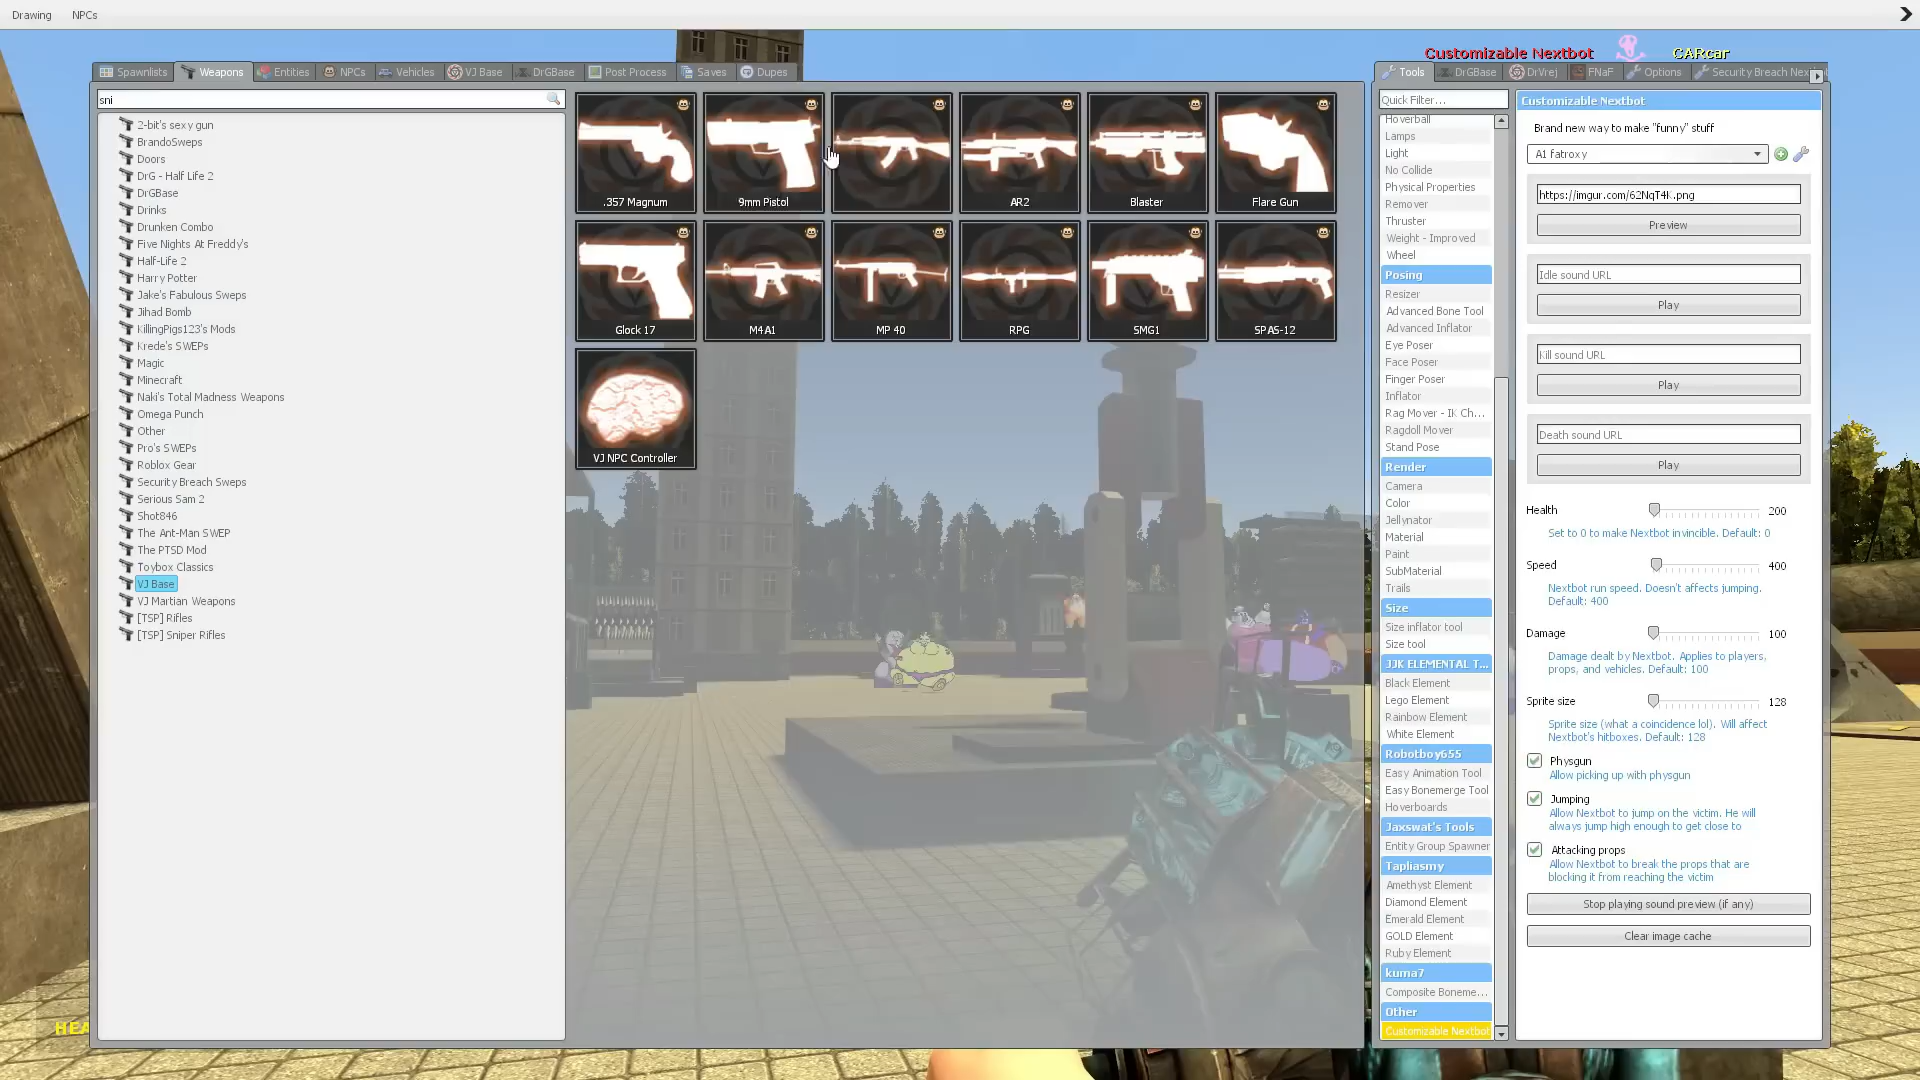 Drawing NPCs
Customizable Nextbot CARcar
Spawnlists Weapons Entities NPCs Vehicles VJ Base DrGBase Post Process Saves Dupes
sni
2-bit's sexy gun
BrandoSweps
Doors
DrG - Half Life 2
DrGBase
Drinks
Drunken Combo
Five Nights At Freddy's
Half-Life 2
Harry Potter
Jake's Fabulous Sweps
Jihad Bomb
KillingPigs123's Mods
Krede's SWEPs
Magic
Minecraft
Naki's Total Madness Weapons
Omega Punch
Other
Pro's SWEPs
Roblox Gear
Security Breach Sweps
Serious Sam 2
Shot846
The Ant-Man SWEP
The PTSD Mod
Toybox Classics
VJ Base
VJ Martian Weapons
[TSP] Rifles
[TSP] Sniper Rifles
.357 Magnum
9mm Pistol
AR2
Blaster
Flare Gun
Glock 17
M4A1
MP 40
RPG
SMG1
SPAS-12
VJ NPC Controller
Tools DrGBase DrVrej FNaF Options Security Breach Nex
Quick Filter...
Hoverball
Lamps
Light
No Collide
Physical Properties
Remover
Thruster
Weight - Improved
Wheel
Posing
Resizer
Advanced Bone Tool
Advanced Inflator
Eye Poser
Face Poser
Finger Poser
Inflator
Rag Mover - IK Ch...
Ragdoll Mover
Stand Pose
Render
Camera
Color
Jellynator
Material
Paint
SubMaterial
Trails
Size
Size inflator tool
Size tool
JJK ELEMENTAL T...
Black Element
Lego Element
Rainbow Element
White Element
Robotboy655
Easy Animation Tool
Easy Bonemerge Tool
Hoverboards
Jaxswat's Tools
Entity Group Spawner
Tapliasmy
Amethyst Element
Diamond Element
Emerald Element
GOLD Element
Ruby Element
kuma7
Composite Boneme...
Other
Customizable Nextbot
Customizable Nextbot
Brand new way to make "funny" stuff
A1 fatroxy
https://imgur.com/62NqT4K.png
Preview
Idle sound URL
Play
Kill sound URL
Play
Death sound URL
Play
Health 200
Set to 0 to make Nextbot invincible. Default: 0
Speed 400
Nextbot run speed. Doesn't affects jumping.
Default: 400
Damage 100
Damage dealt by Nextbot. Applies to players,
props, and vehicles. Default: 100
Sprite size 128
Sprite size (what a coincidence lol). Will affect
Nextbot's hitboxes. Default: 128
Physgun
Allow picking up with physgun
Jumping
Allow Nextbot to jump on the victim. He will
always jump high enough to get close to
Attacking props
Allow Nextbot to break the props that are
blocking it from reaching the victim
Stop playing sound preview (if any)
Clear image cache
HEA